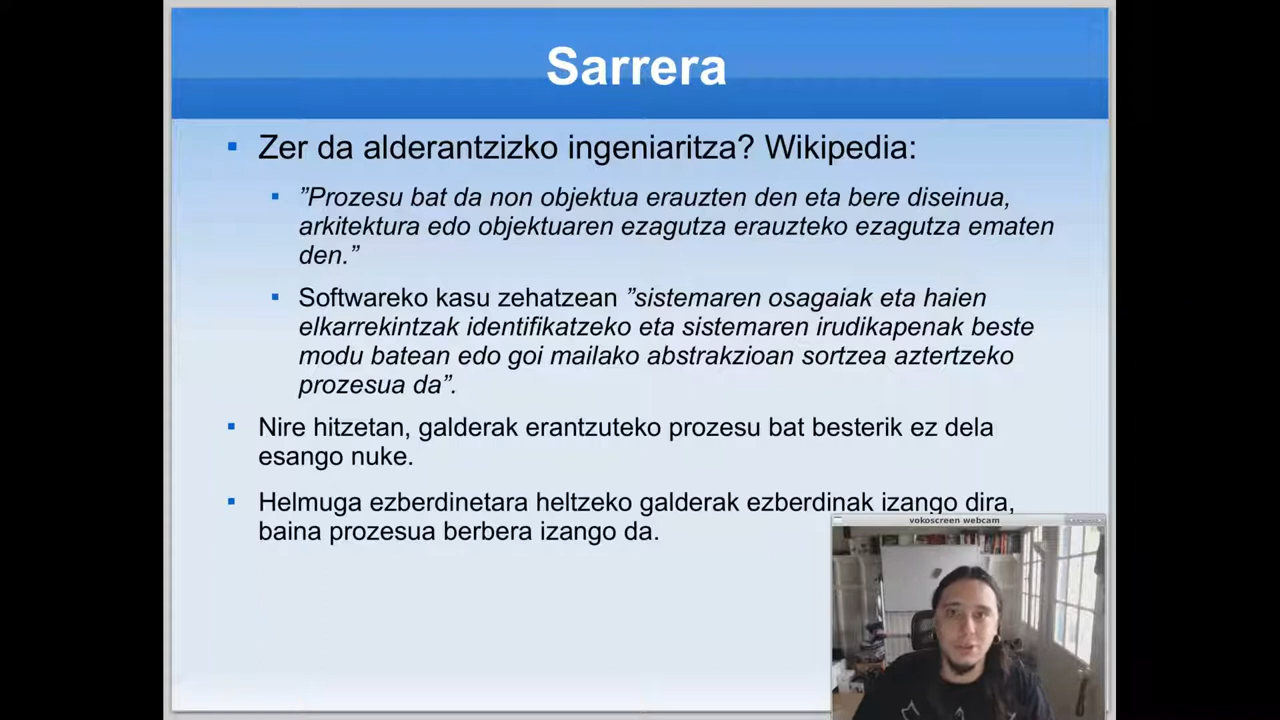 Sarrera
Zer da alderantzizko ingeniaritza? Wikipedia:
”Prozesu bat da non objektua erauzten den eta bere diseinua,
arkitektura edo objektuaren ezagutza erauzteko ezagutza ematen
den.”
Softwareko kasu zehatzean ”sistemaren osagaiak eta haien
elkarrekintzak identifikatzeko eta sistemaren irudikapenak beste
modu batean edo goi mailako abstrakzioan sortzea aztertzeko
prozesua da”.
Nire hitzetan, galderak erantzuteko prozesu bat besterik ez dela
esango nuke.
Helmuga ezberdinetara heltzeko galderak ezberdinak izango dira,
baina prozesua berbera izango da.
vokoscreen webcam